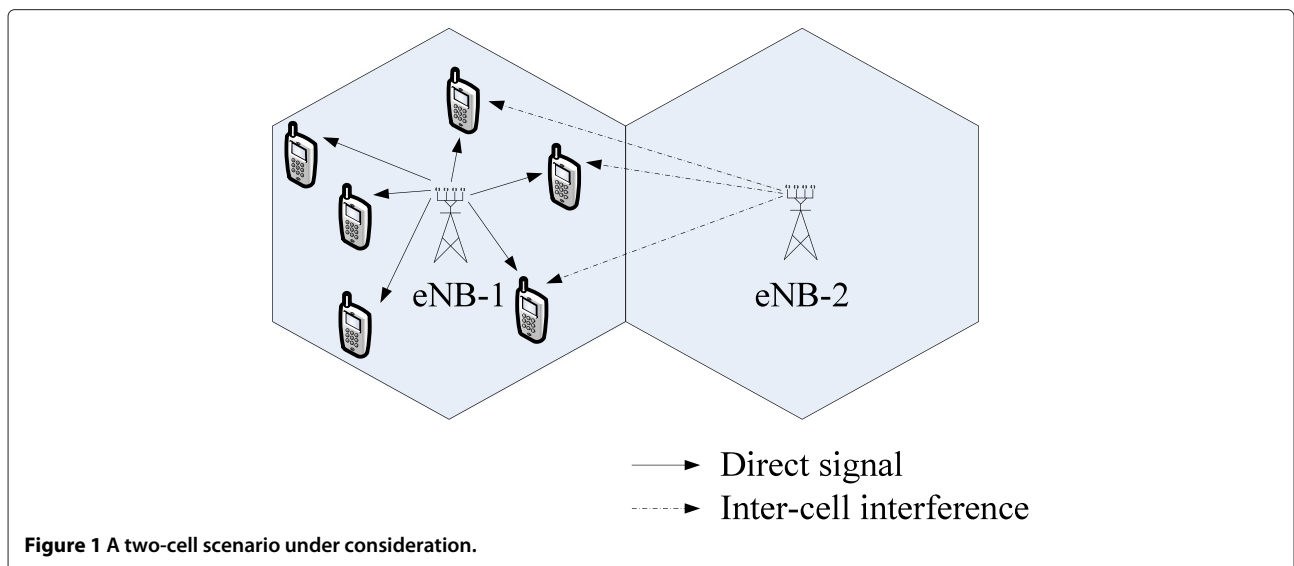 eNB-1
eNB-2
Direct signal
Inter-cell interference
Figure 1 A two-cell scenario under consideration.